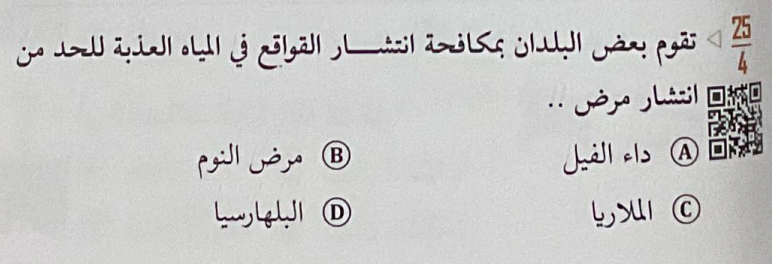 25/4 ◁ تقوم بعض البلدان بمكافحة انتشـــار القواقع في المياه العذبة للحد من
انتشار مرض ..
Ⓐ داء الفيل Ⓑ مرض النوم
Ⓒ الملاريا Ⓓ البلهارسيا